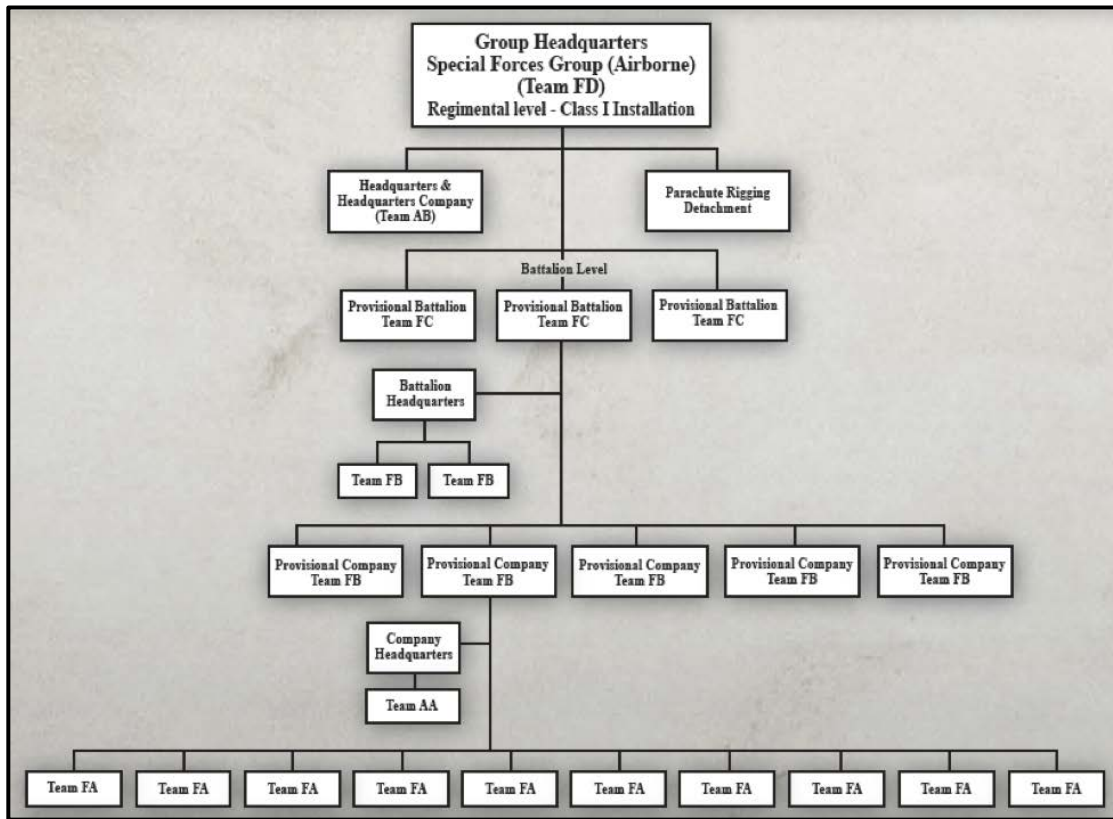 Group Headquarters
Special Forces Group (Airborne)
(Team FD)
Regimental level - Class I Installation
Headquarters &
Headquarters Company
(Team AB)
Parachute Rigging
Detachment
Battalion Level
Provisional Battalion
Team FC
Provisional Battalion
Team FC
Provisional Battalion
Team FC
Battalion
Headquarters
Team FB
Team FB
Provisional Company
Team FB
Provisional Company
Team FB
Provisional Company
Team FB
Provisional Company
Team FB
Provisional Company
Team FB
Company
Headquarters
Team AA
Team FA
Team FA
Team FA
Team FA
Team FA
Team FA
Team FA
Team FA
Team FA
Team FA